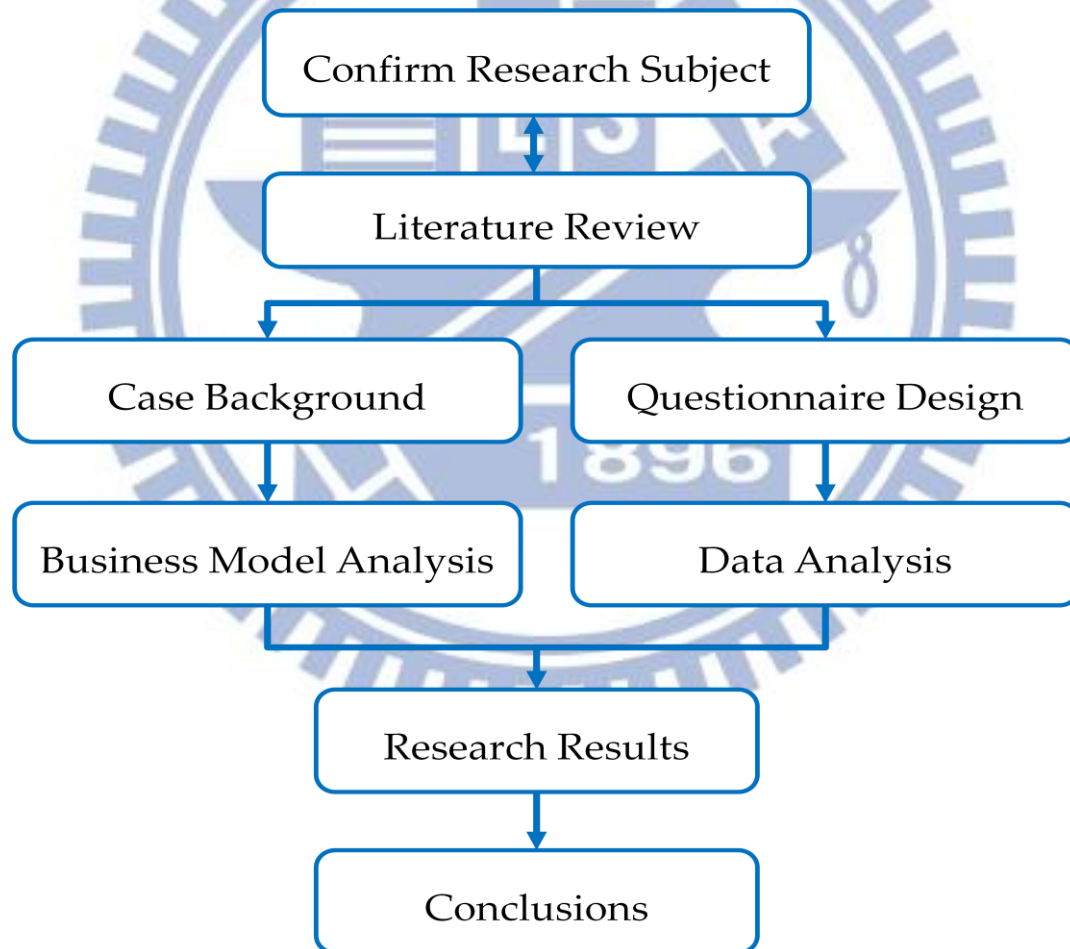 Confirm Research Subject
E S A
Literature Review
Case Background
Questionnaire Design
1896
Business Model Analysis
Data Analysis
Research Results
Conclusions